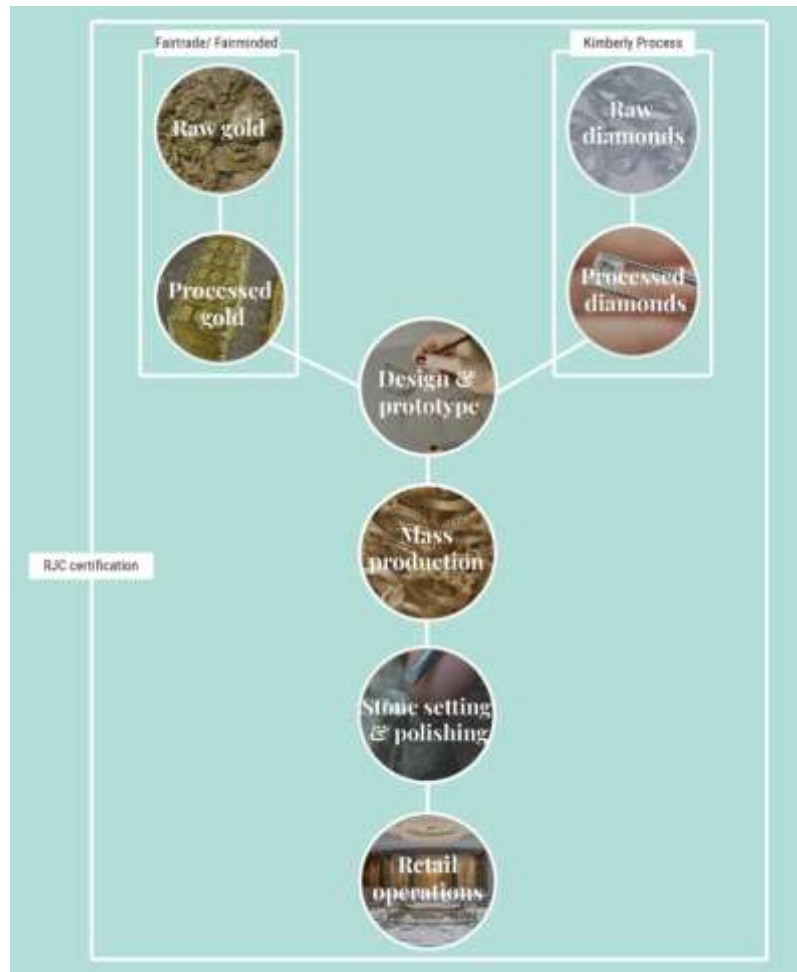 Fairtrade/ Fairminded
Kimberly Process
Raw gold
Raw
diamonds
Processed
gold
Processed
diamonds
Design &
prototype
Mass
production
RJC certification
Stone setting
& polishing
Retail
operations